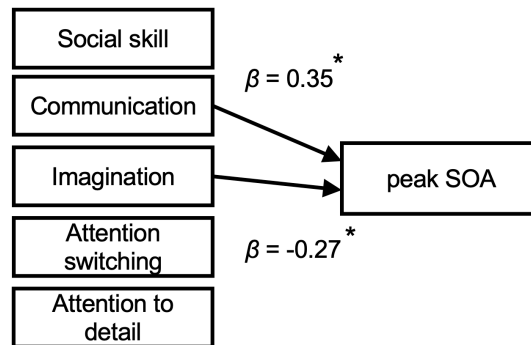 Social skill
β = 0.35*
Communication
Imagination
peak SOA
Attention
switching
β = -0.27*
Attention to
detail